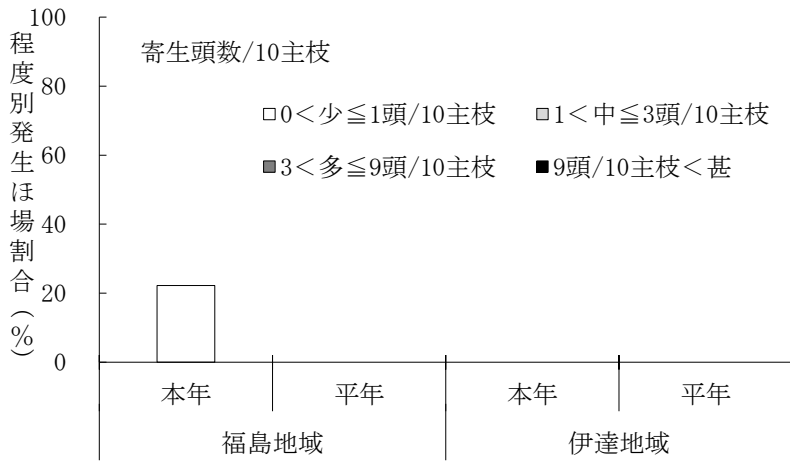 程度別発生ほ場割合（%）
100
80
60
40
20
0
寄生頭数/10主枝
0＜少≦1頭/10主枝
1＜中≦3頭/10主枝
3＜多≦9頭/10主枝
9頭/10主枝＜甚
本年 平年 本年 平年
福島地域 伊達地域